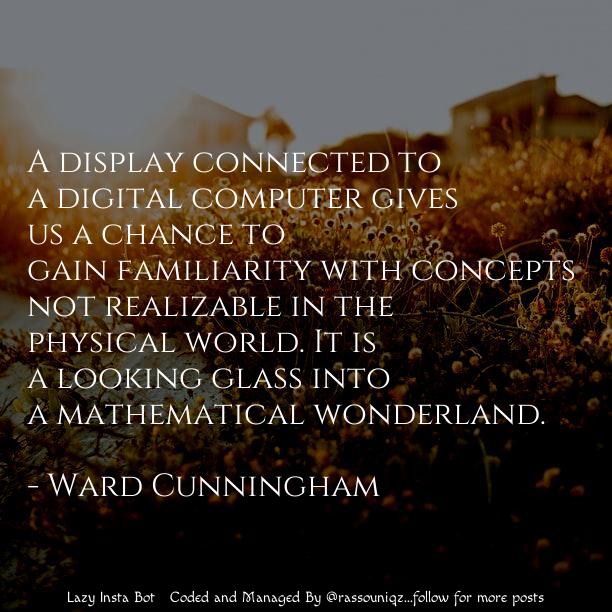 A display connected to
a digital computer gives
us a chance to
gain familiarity with concepts
not realizable in the
physical world. It is
a looking glass into
a mathematical wonderland.
- Ward Cunningham
Lazy Insta Bot Coded and Managed By @rassouniqz...follow for more posts